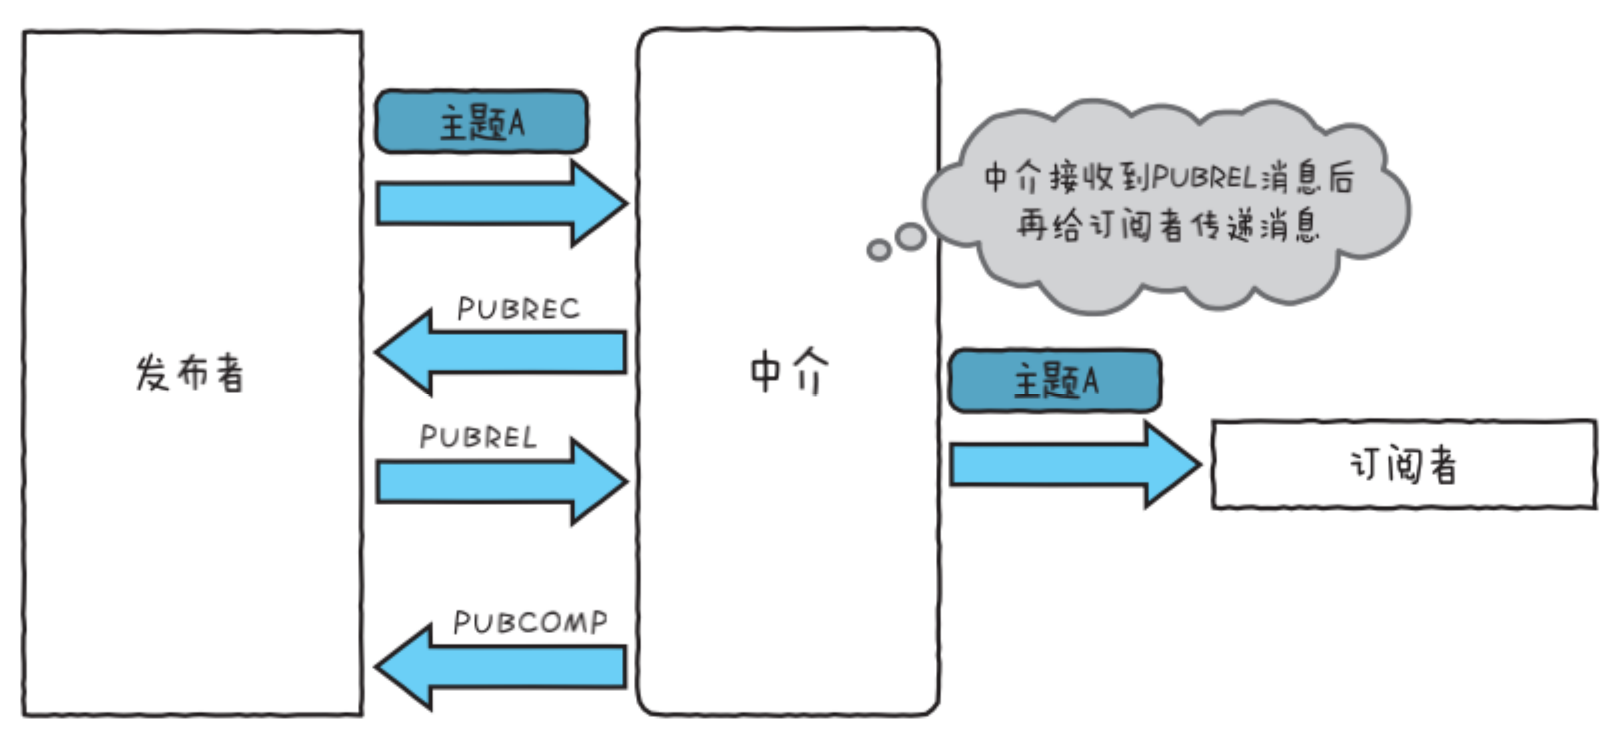 主题A
中介接收到PUBREL消息后
再给订阅者传递消息
PUBREC
发布者
中介
主题A
PUBREL
订阅者
PUBCOMP